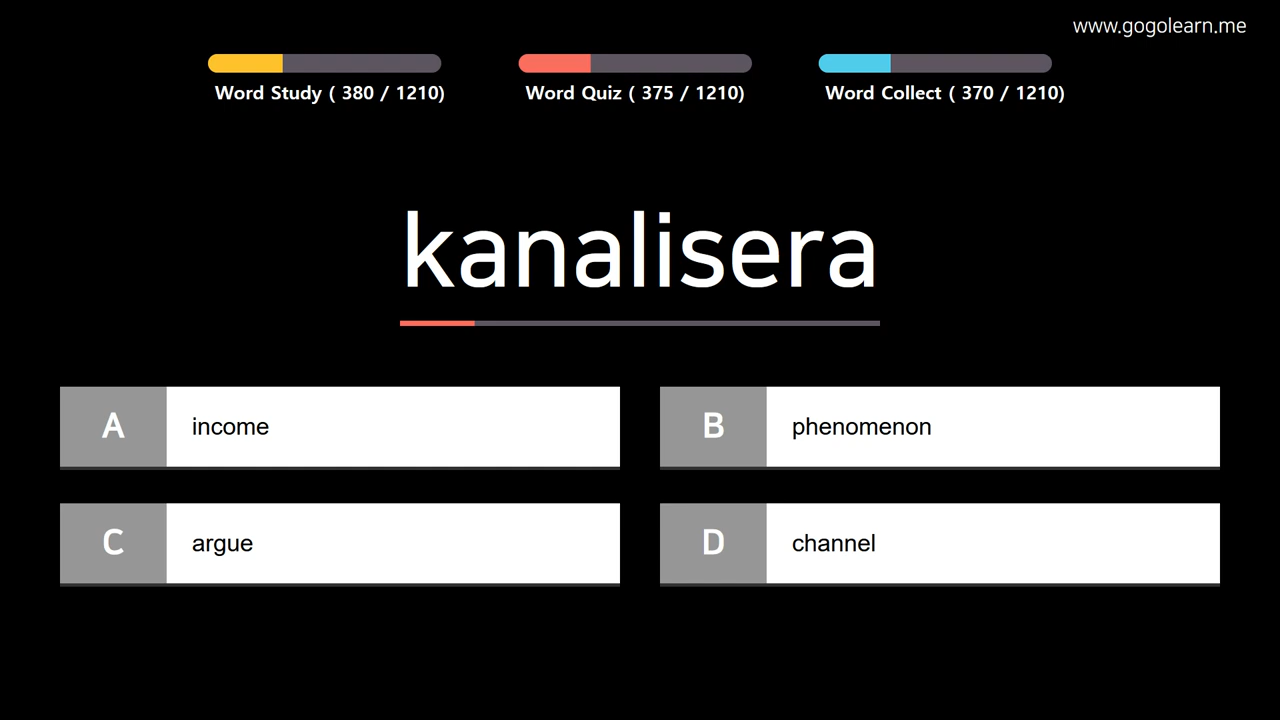 www.gogolearn.me
Word Study ( 380 / 1210)
Word Quiz ( 375 / 1210)
Word Collect ( 370 / 1210)
kanalisera
A income
B phenomenon
C argue
D channel